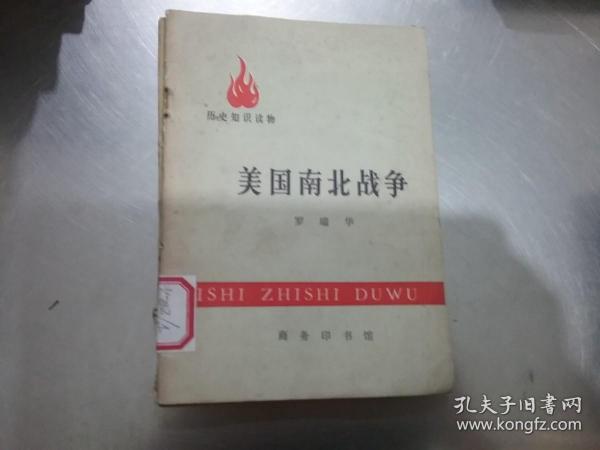 历史知识读物
美国南北战争
罗瑞华
ISHI ZHISHI DUWU
商务印书馆
孔夫子旧书网
www.kongfz.com